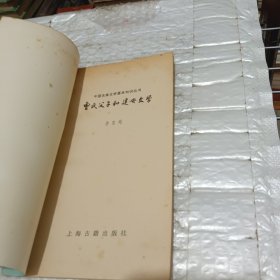 中国古典文学基本知识丛书
曹氏父子和建安文学
李宝均
上海古籍出版社